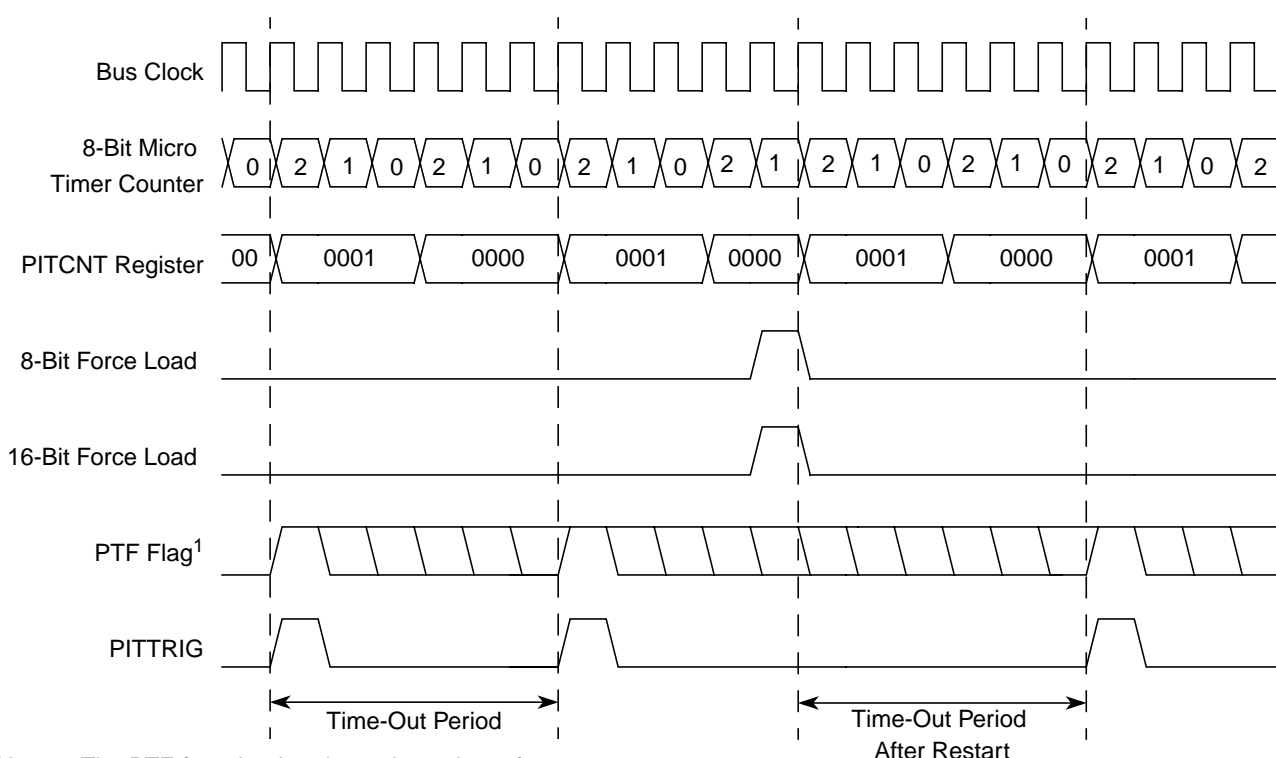 Bus Clock
8-Bit Micro
Timer Counter
0 2 1 0 2 1 0 2 1 0 2 1 2 1 0 2 1 0 2 1 0 2
PITCNT Register
00 0001 0000 0001 0000 0001 0000 0001
8-Bit Force Load
16-Bit Force Load
PTF Flag1
PITTRIG
Time-Out Period
Time-Out Period
After Restart